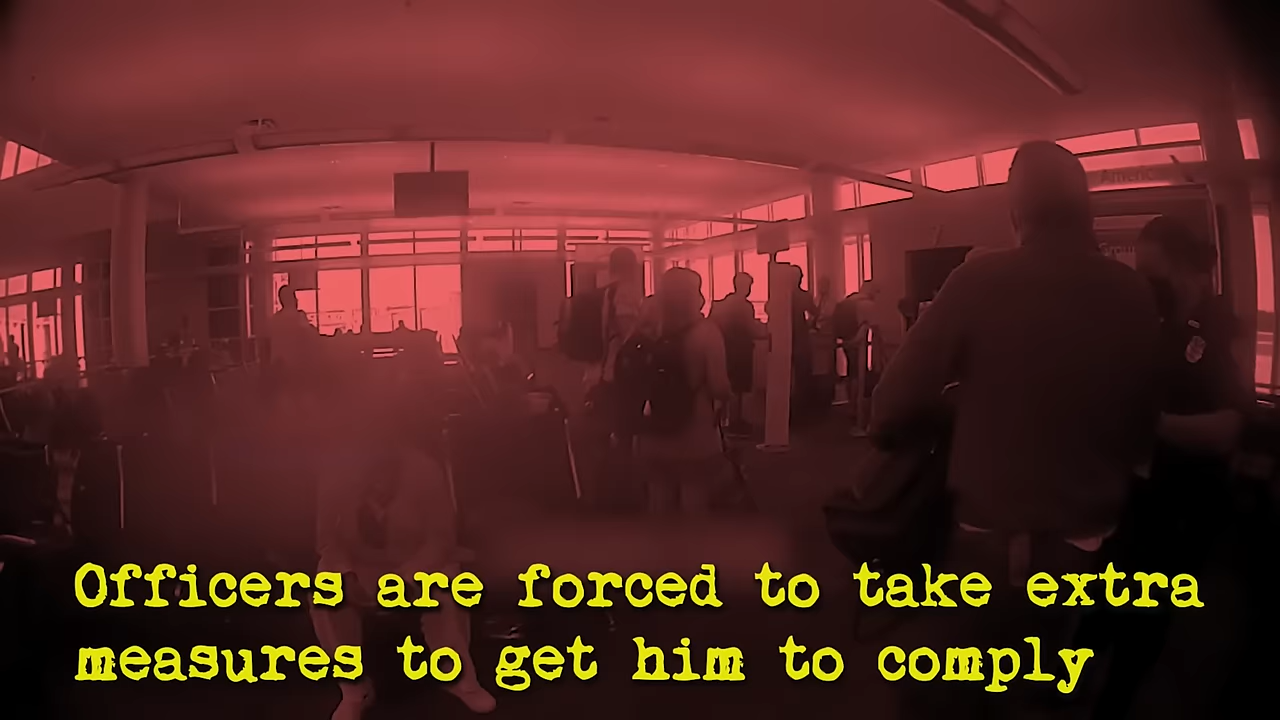 Officers are forced to take extra
measures to get him to comply